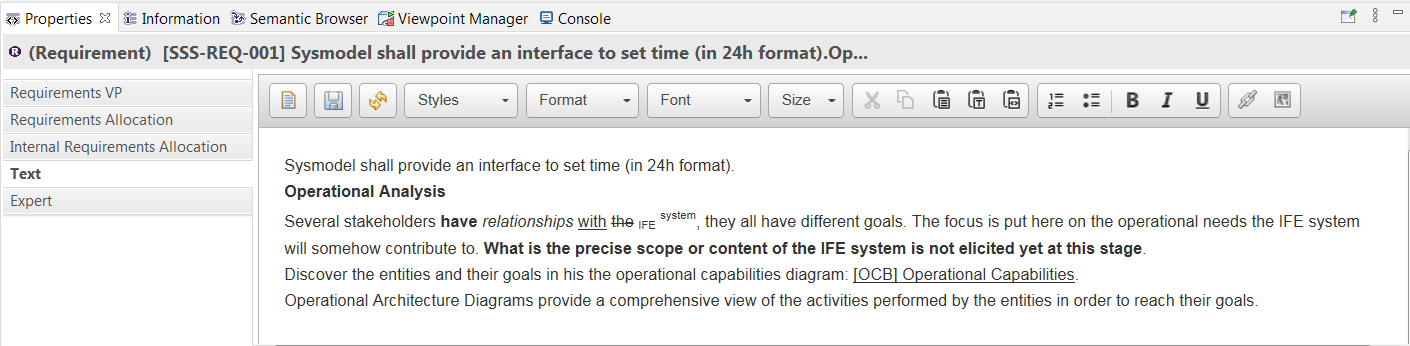 Properties Information Semantic Browser Viewpoint Manager Console
(Requirement) [SSS-REQ-001] Sysmodel shall provide an interface to set time (in 24h format).Op...
Requirements VP
Requirements Allocation
Internal Requirements Allocation
Text
Expert
Styles Format Font Size B I U
Sysmodel shall provide an interface to set time (in 24h format).
Operational Analysis
Several stakeholders have relationships with the IFE system, they all have different goals. The focus is put here on the operational needs the IFE system
will somehow contribute to. What is the precise scope or content of the IFE system is not elicited yet at this stage.
Discover the entities and their goals in his the operational capabilities diagram: [OCB] Operational Capabilities.
Operational Architecture Diagrams provide a comprehensive view of the activities performed by the entities in order to reach their goals.